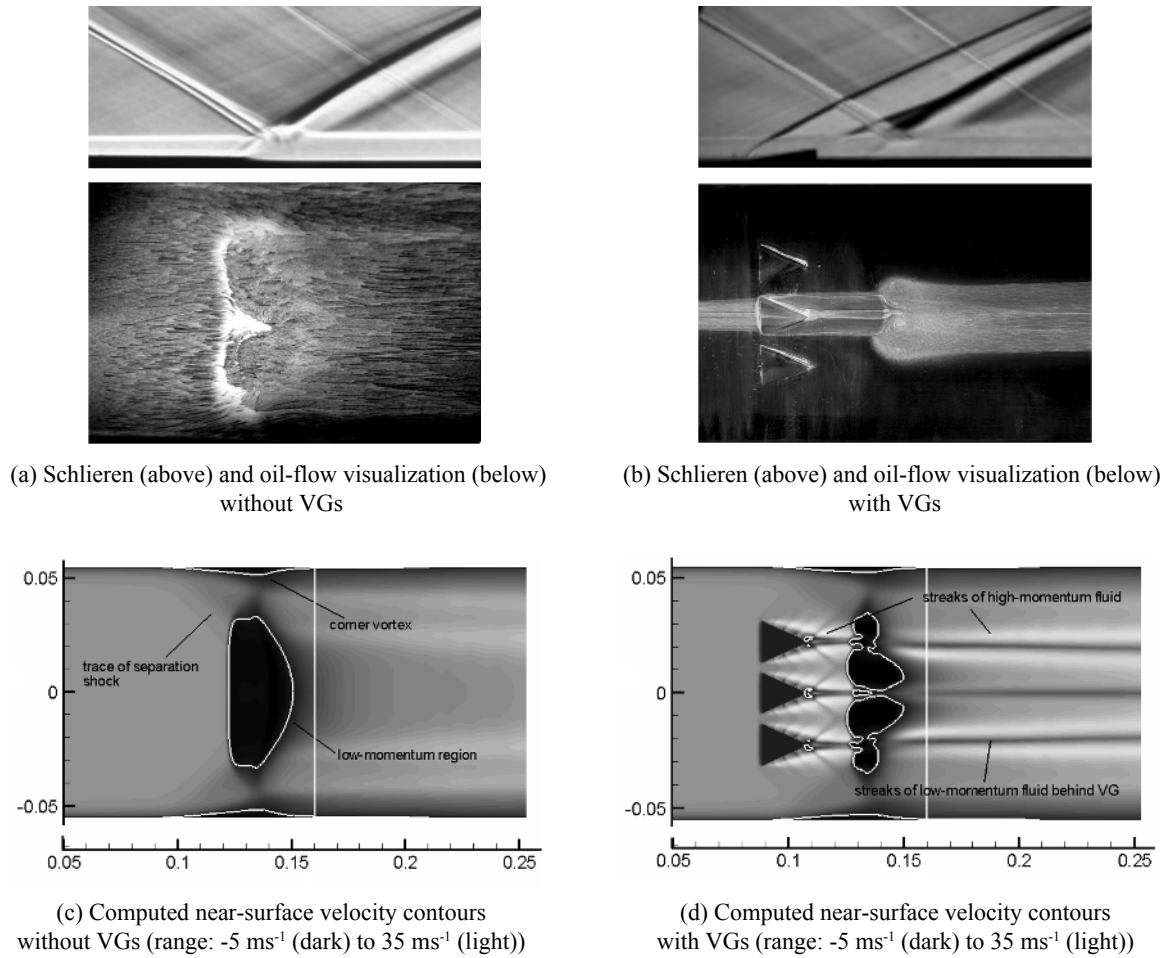 (a) Schlieren (above) and oil-flow visualization (below)
without VGs
(b) Schlieren (above) and oil-flow visualization (below)
with VGs
0.05
0
-0.05
corner vortex
trace of separation
shock
low-momentum region
0.05
0.1
0.15
0.2
0.25
0.05
0
-0.05
streaks of high-momentum fluid
streaks of low-momentum fluid behind VG
0.05
0.1
0.15
0.2
0.25
(c) Computed near-surface velocity contours
without VGs (range: -5 ms⁻¹ (dark) to 35 ms⁻¹ (light))
(d) Computed near-surface velocity contours
with VGs (range: -5 ms⁻¹ (dark) to 35 ms⁻¹ (light))